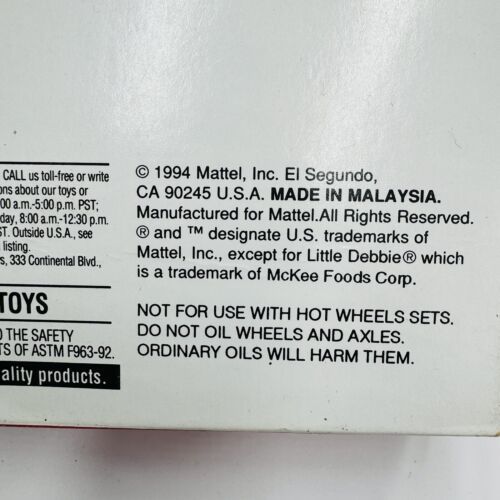 CALL us toll-free or write
ons about our toys or
00 a.m.-5:00 p.m. PST;
day, 8:00 a.m.-12:30 p.m.
ST. Outside U.S.A., see
listing.
s, 333 Continental Blvd.,
TOYS
O THE SAFETY
TS OF ASTM F963-92.
ality products.
© 1994 Mattel, Inc. El Segundo,
CA 90245 U.S.A. MADE IN MALAYSIA.
Manufactured for Mattel.All Rights Reserved.
® and ™ designate U.S. trademarks of
Mattel, Inc., except for Little Debbie® which
is a trademark of McKee Foods Corp.
NOT FOR USE WITH HOT WHEELS SETS.
DO NOT OIL WHEELS AND AXLES.
ORDINARY OILS WILL HARM THEM.